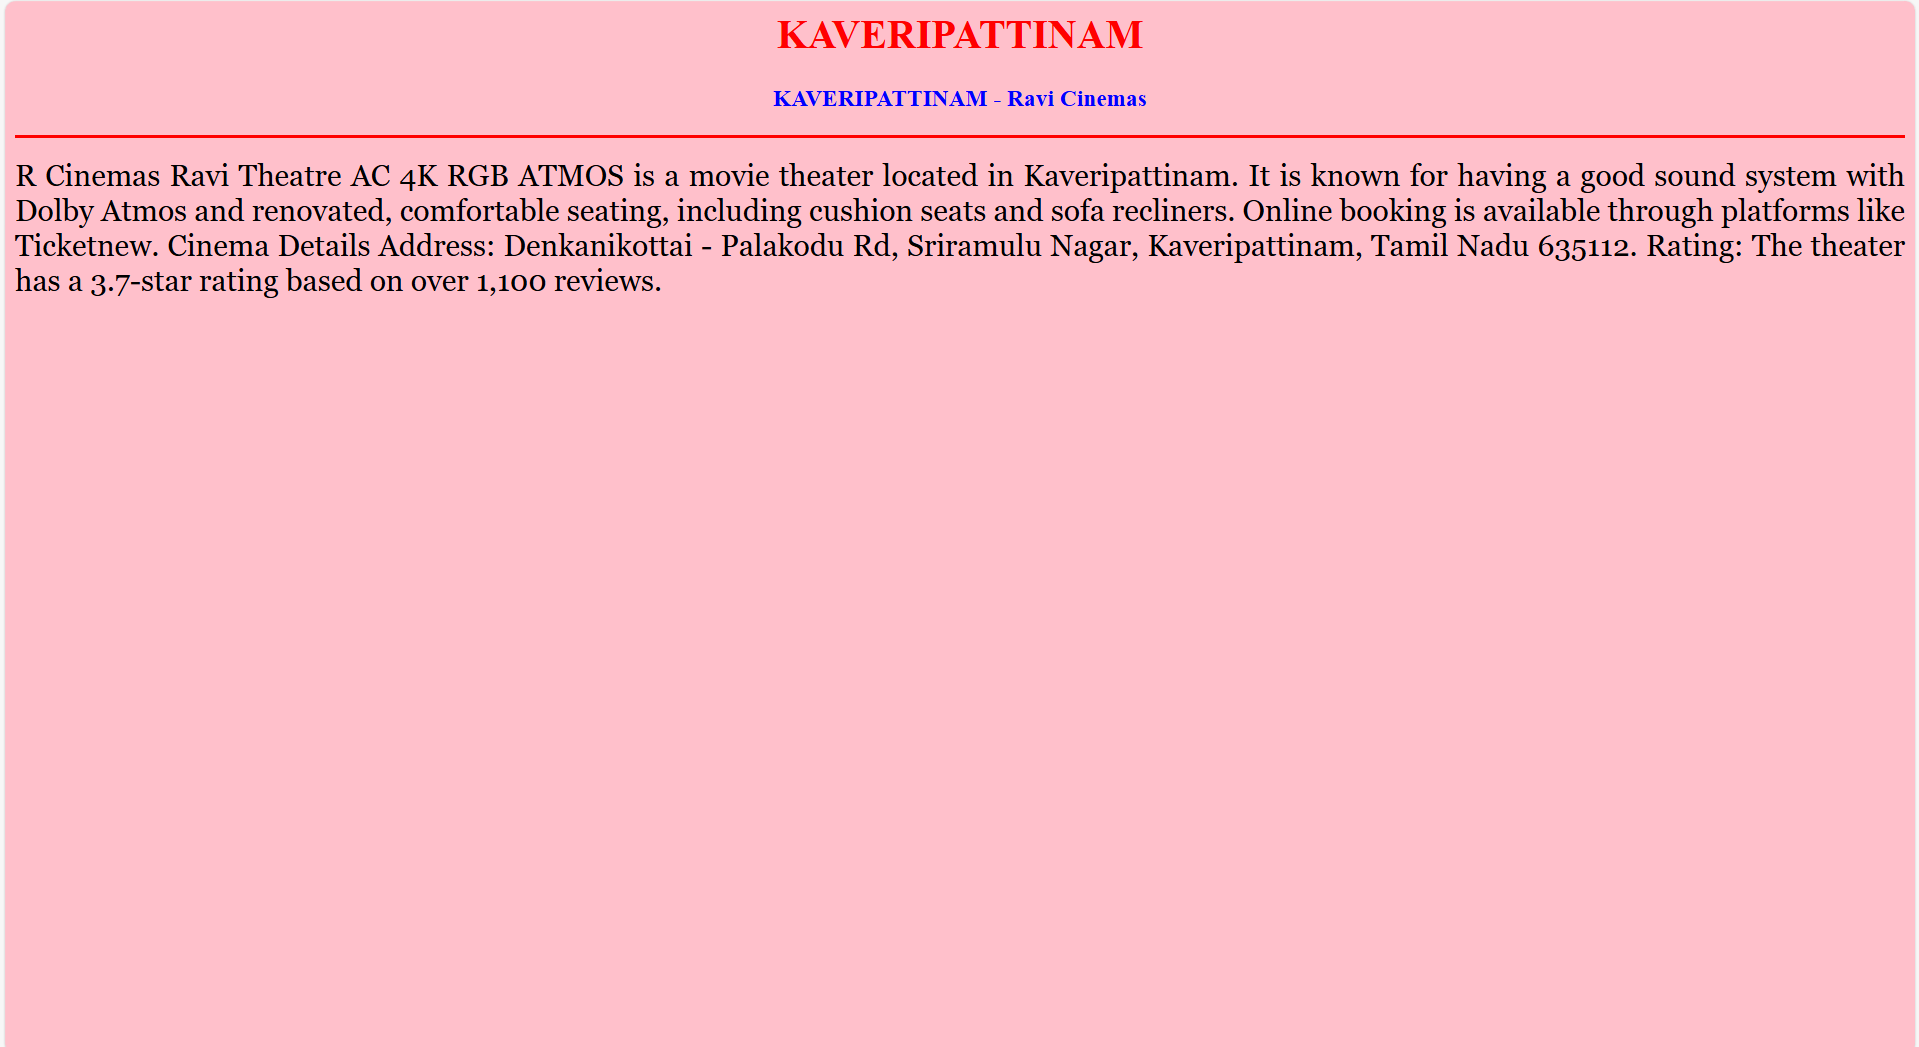 KAVERIPATTINAM
KAVERIPATTINAM - Ravi Cinemas
R Cinemas Ravi Theatre AC 4K RGB ATMOS is a movie theater located in Kaveripattinam. It is known for having a good sound system with
Dolby Atmos and renovated, comfortable seating, including cushion seats and sofa recliners. Online booking is available through platforms like
Ticketnew. Cinema Details Address: Denkanikottai - Palakodu Rd, Sriramulu Nagar, Kaveripattinam, Tamil Nadu 635112. Rating: The theater
has a 3.7-star rating based on over 1,100 reviews.